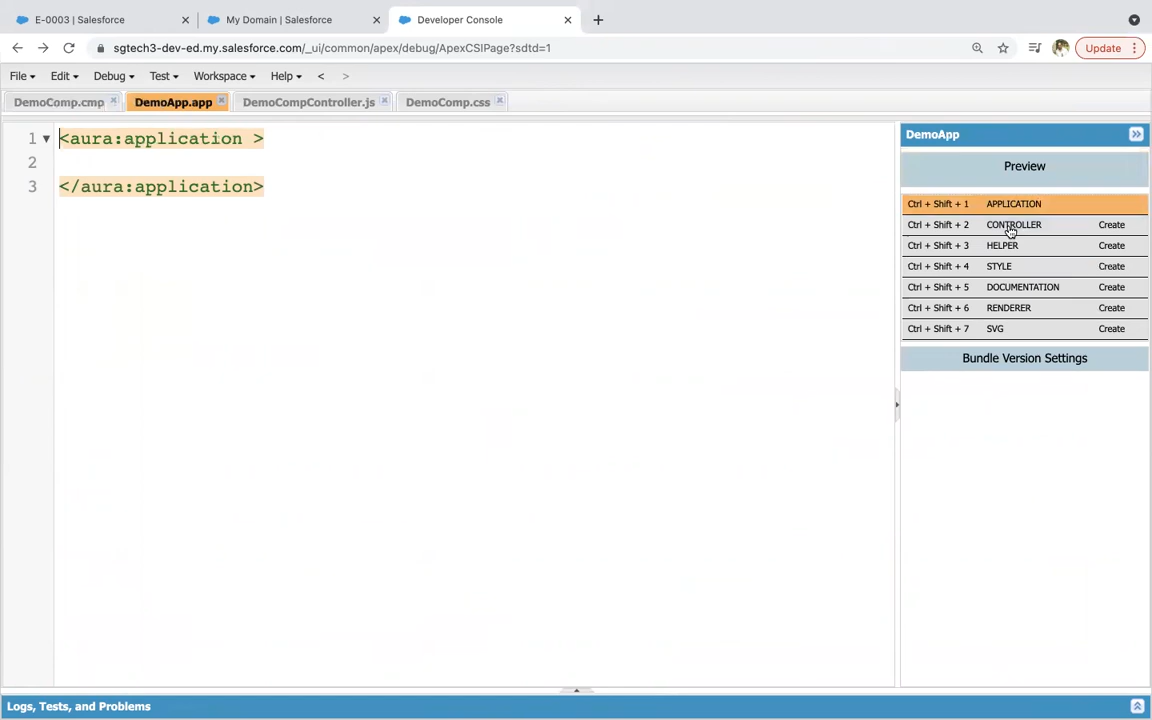 E-0003 | Salesforce
My Domain | Salesforce
Developer Console
sgtech3-dev-ed.my.salesforce.com/_ui/common/apex/debug/ApexCSIPage?sdtd=1
Update
File Edit Debug Test Workspace Help < >
DemoComp.cmp DemoApp.app DemoCompController.js DemoComp.css
1 <aura:application >
2
3 </aura:application>
DemoApp
Preview
Ctrl + Shift + 1 APPLICATION
Ctrl + Shift + 2 CONTROLLER Create
Ctrl + Shift + 3 HELPER Create
Ctrl + Shift + 4 STYLE Create
Ctrl + Shift + 5 DOCUMENTATION Create
Ctrl + Shift + 6 RENDERER Create
Ctrl + Shift + 7 SVG Create
Bundle Version Settings
Logs, Tests, and Problems